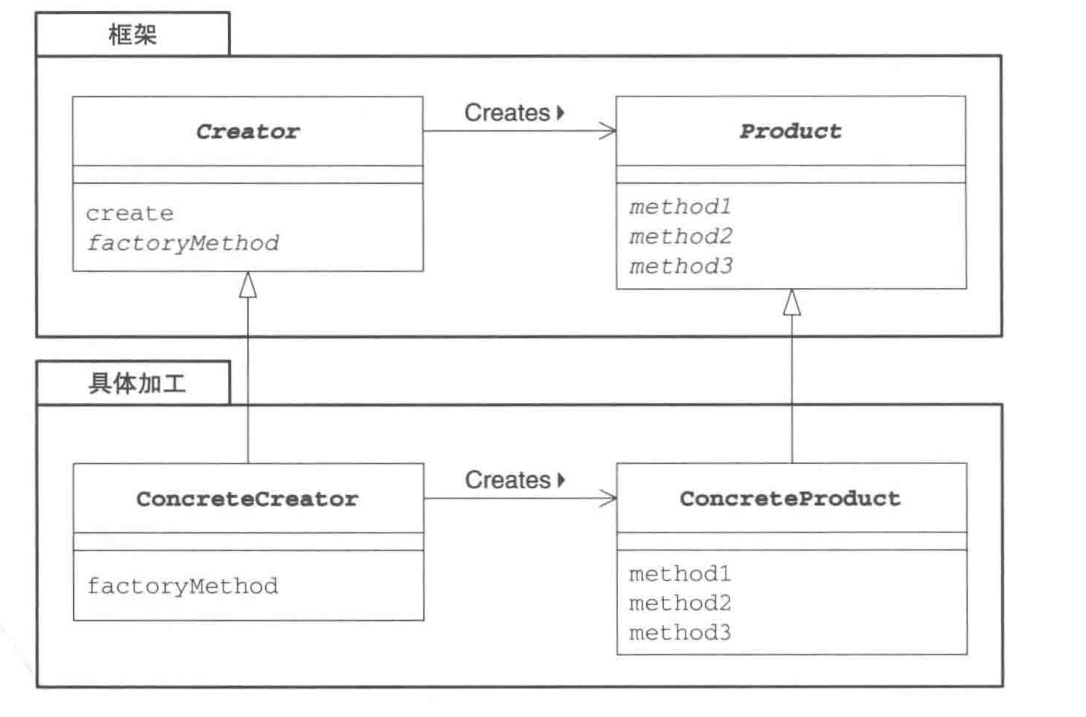 框架
Creator
Creates
Product
create
factoryMethod
method1
method2
method3
具体加工
ConcreteCreator
Creates
ConcreteProduct
factoryMethod
method1
method2
method3